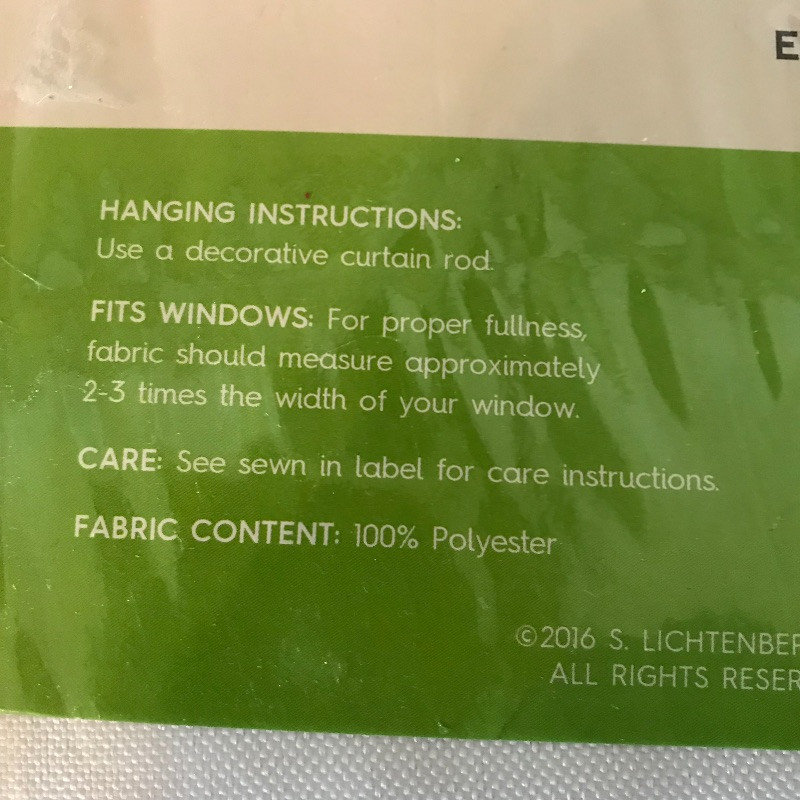 HANGING INSTRUCTIONS:
Use a decorative curtain rod.
FITS WINDOWS: For proper fullness,
fabric should measure approximately
2-3 times the width of your window.
CARE: See sewn in label for care instructions.
FABRIC CONTENT: 100% Polyester
©2016 S. LICHTENBER
ALL RIGHTS RESER